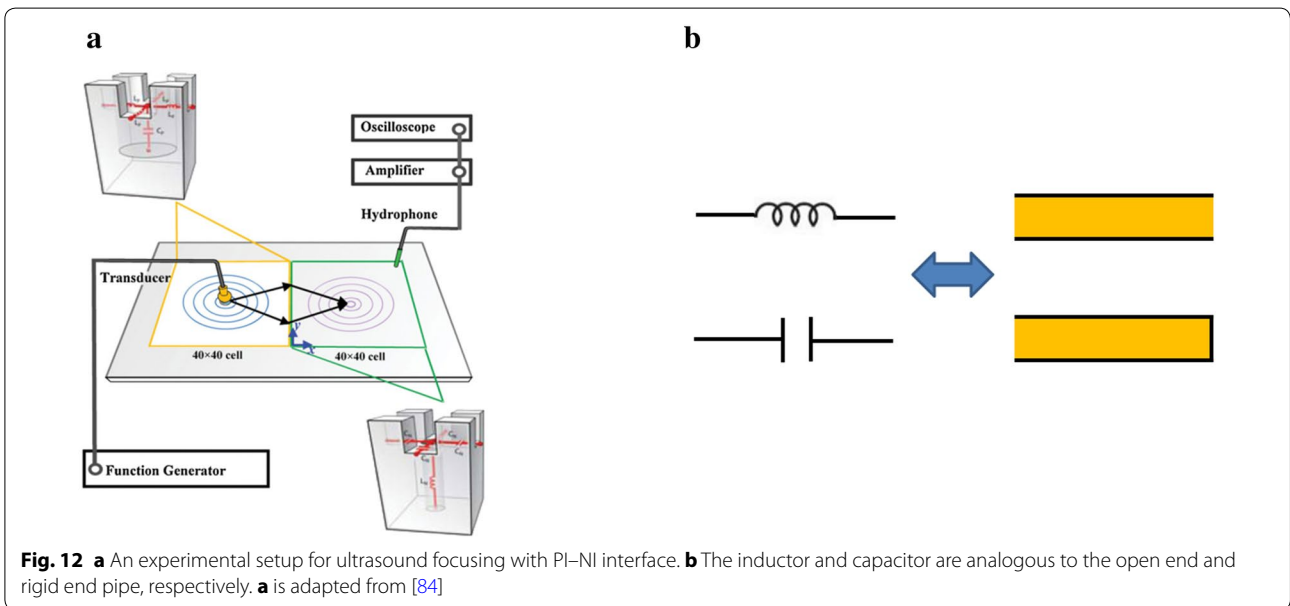 a
b
Oscilloscope
Amplifier
Hydrophone
Transducer
y
x
40×40 cell
40×40 cell
Function Generator
Fig. 12 a An experimental setup for ultrasound focusing with PI–NI interface. b The inductor and capacitor are analogous to the open end and
rigid end pipe, respectively. a is adapted from [84]